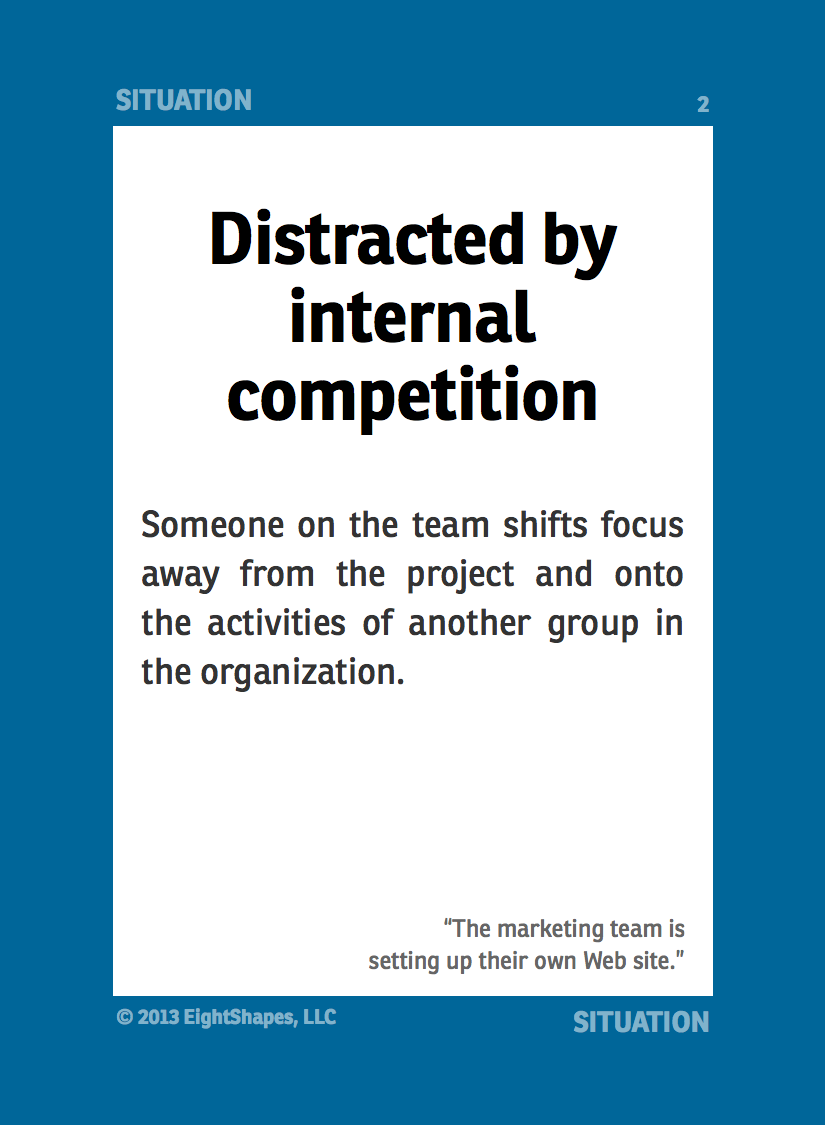 SITUATION
2
Distracted by
internal
competition
Someone on the team shifts focus
away from the project and onto
the activities of another group in
the organization.
“The marketing team is
setting up their own Web site.”
© 2013 EightShapes, LLC
SITUATION